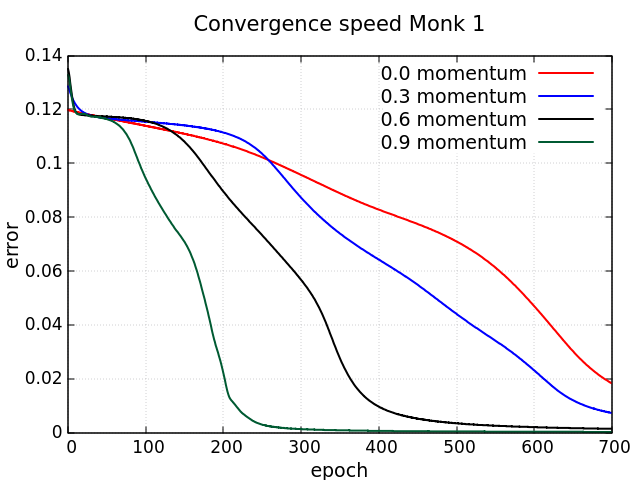 Convergence speed Monk 1
0.14
0.12
0.1
0.08
0.06
0.04
0.02
0
error
0.0 momentum
0.3 momentum
0.6 momentum
0.9 momentum
0 100 200 300 400 500 600 700
epoch